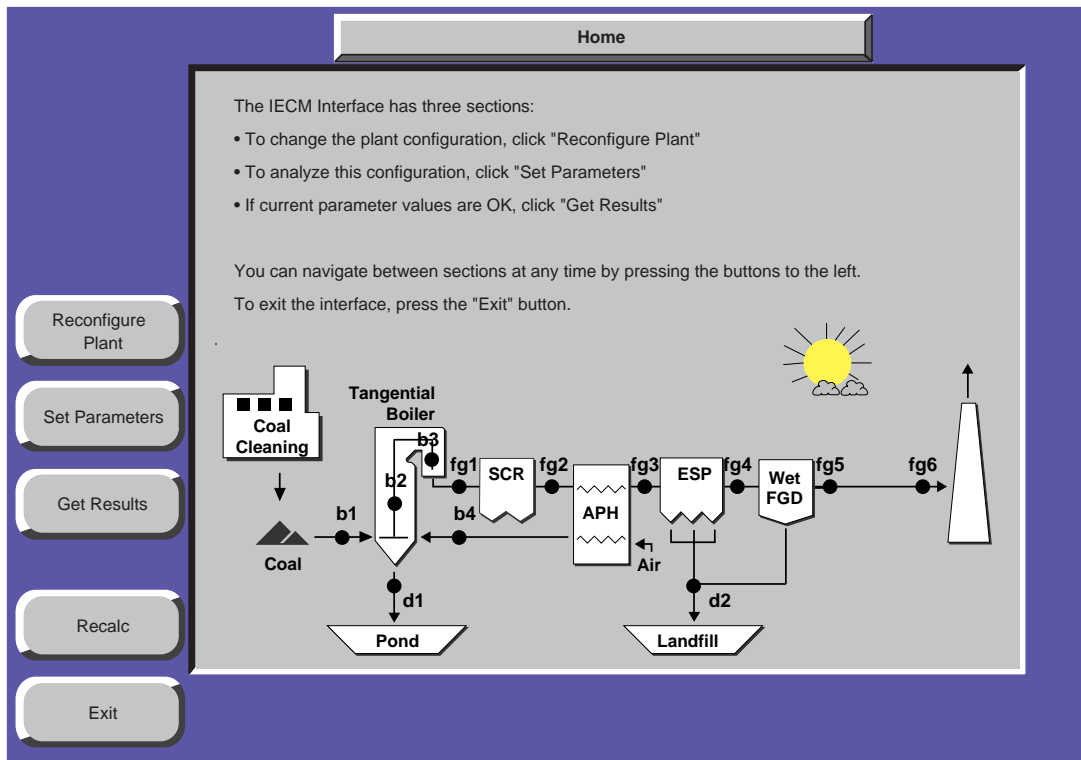 Home
The IECM Interface has three sections:
• To change the plant configuration, click "Reconfigure Plant"
• To analyze this configuration, click "Set Parameters"
• If current parameter values are OK, click "Get Results"
You can navigate between sections at any time by pressing the buttons to the left.
To exit the interface, press the "Exit" button.
Reconfigure
Plant
Set Parameters
Get Results
Recalc
Exit
Coal
Cleaning
Tangential
Boiler
b3
b2
fg1
SCR
fg2
fg3
ESP
fg4
Wet
FGD
fg5
fg6
b1
b4
APH
Air
Coal
d1
d2
Pond
Landfill